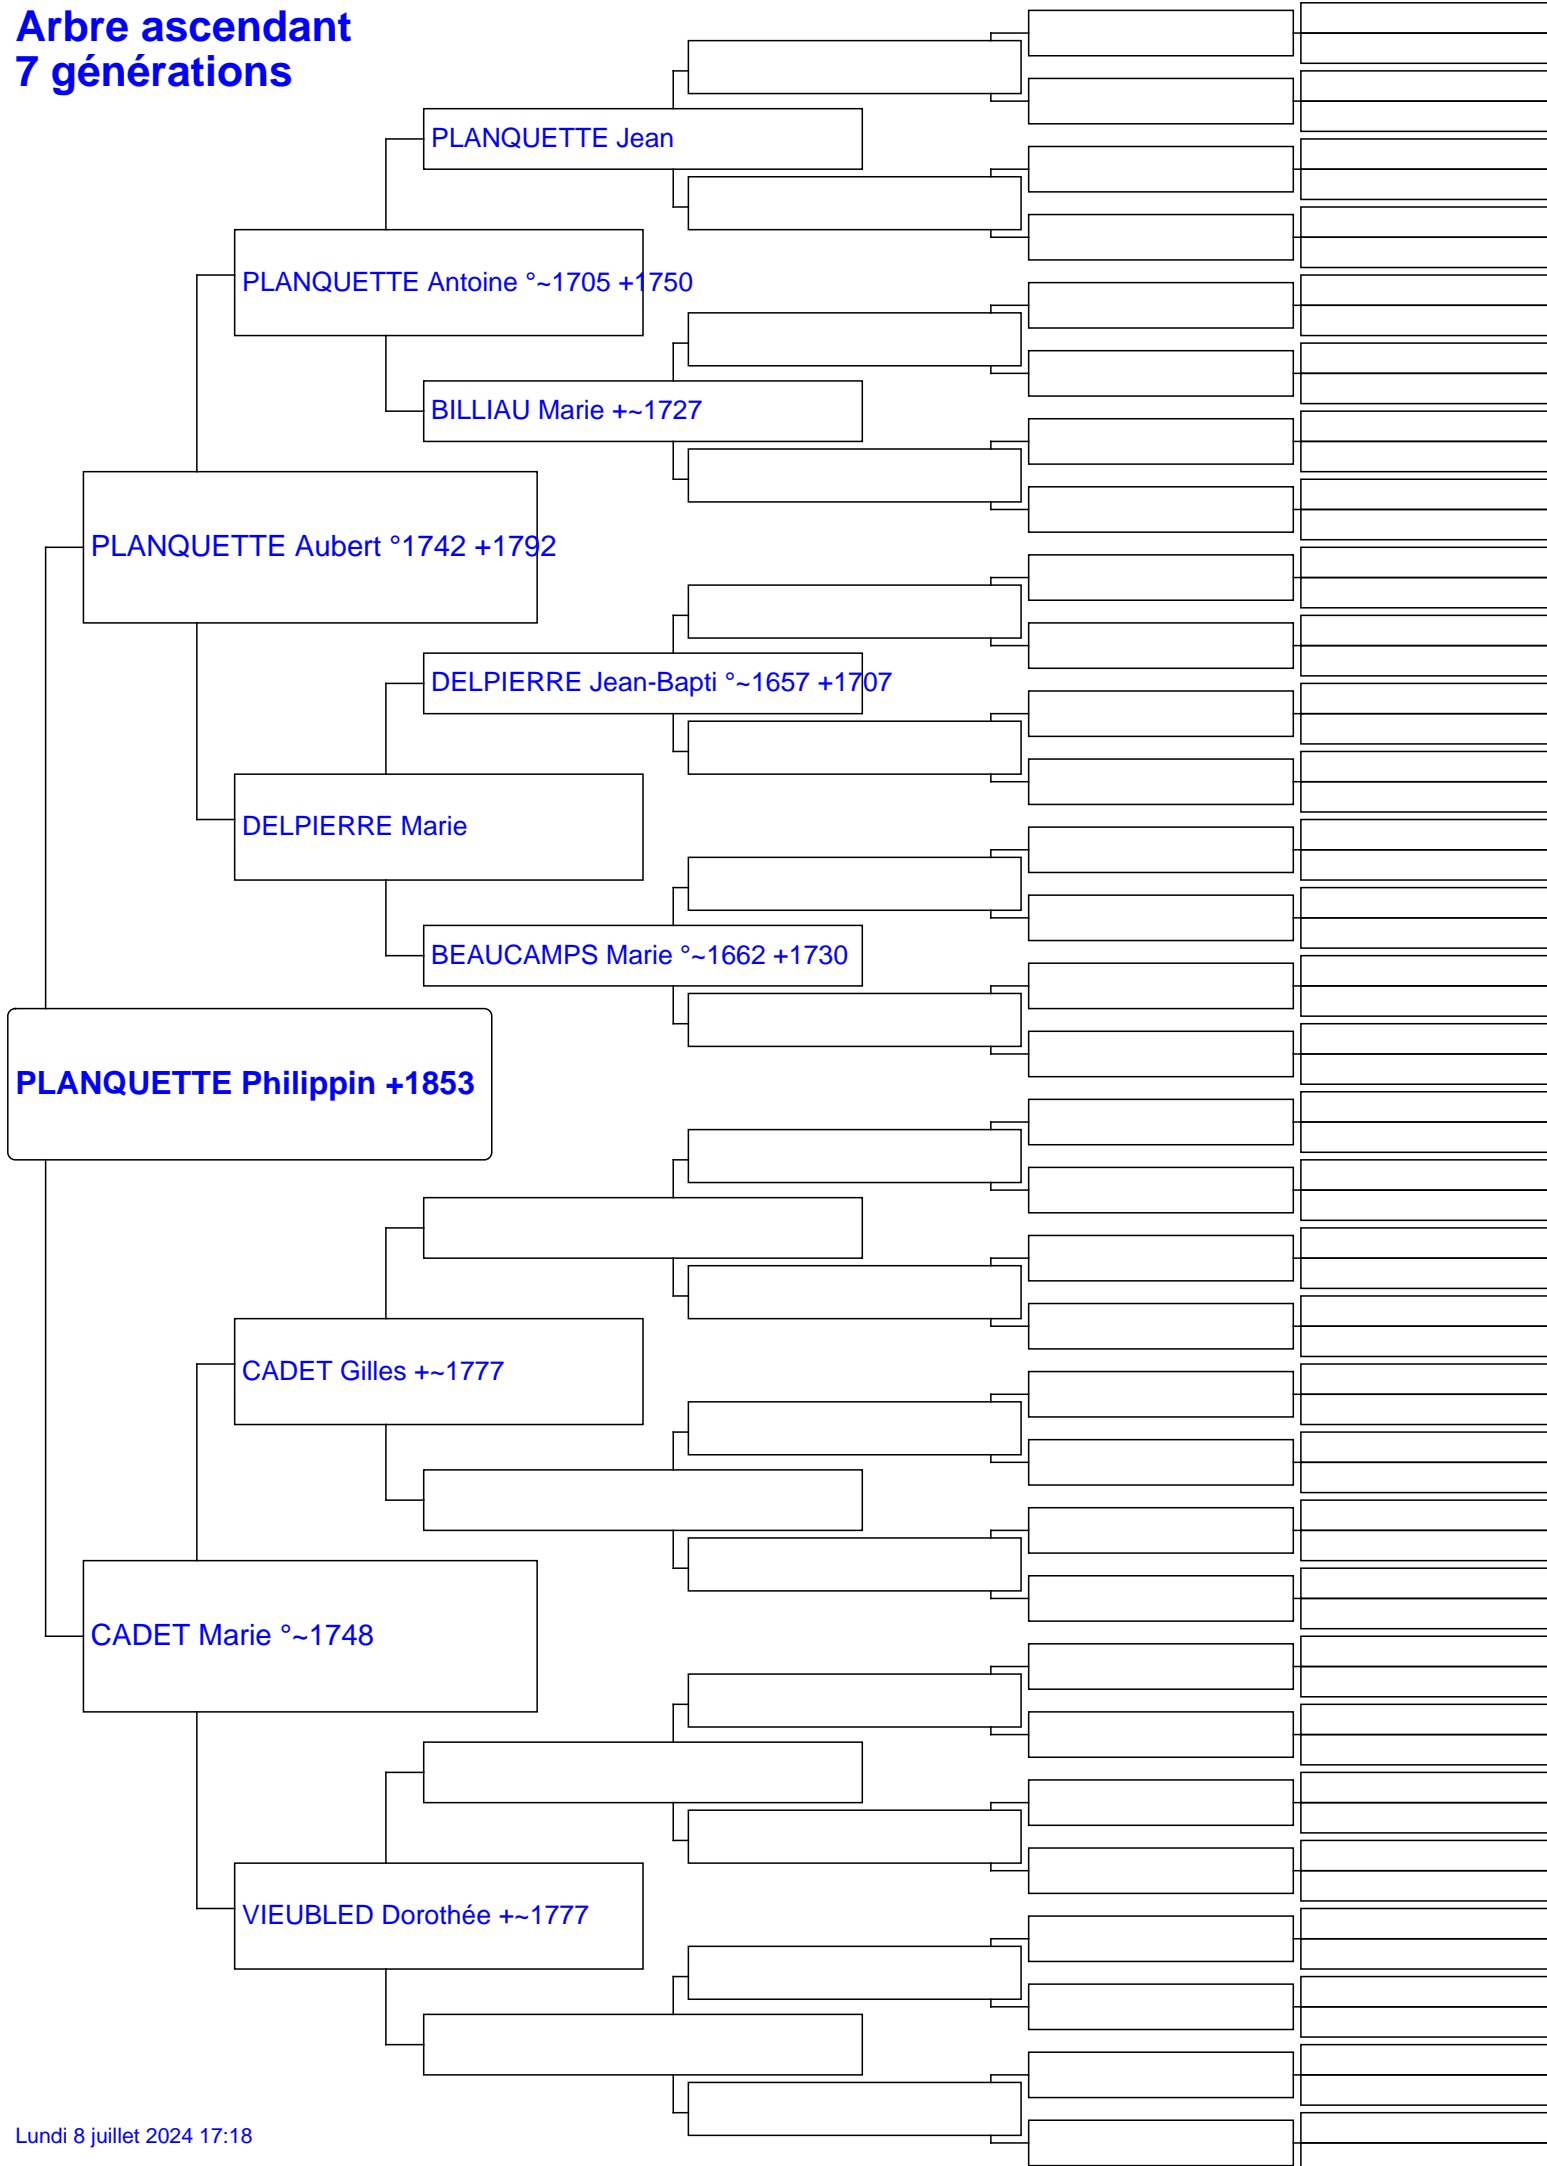 Arbre ascendant
7 générations
PLANQUETTE Jean
PLANQUETTE Antoine °~1705 +1750
BILLIAU Marie +~1727
PLANQUETTE Aubert °1742 +1792
DELPIERRE Jean-Bapti °~1657 +1707
DELPIERRE Marie
BEAUCAMPS Marie °~1662 +1730
PLANQUETTE Philippin +1853
CADET Gilles +~1777
CADET Marie °~1748
VIEUBLED Dorothée +~1777
Lundi 8 juillet 2024 17:18